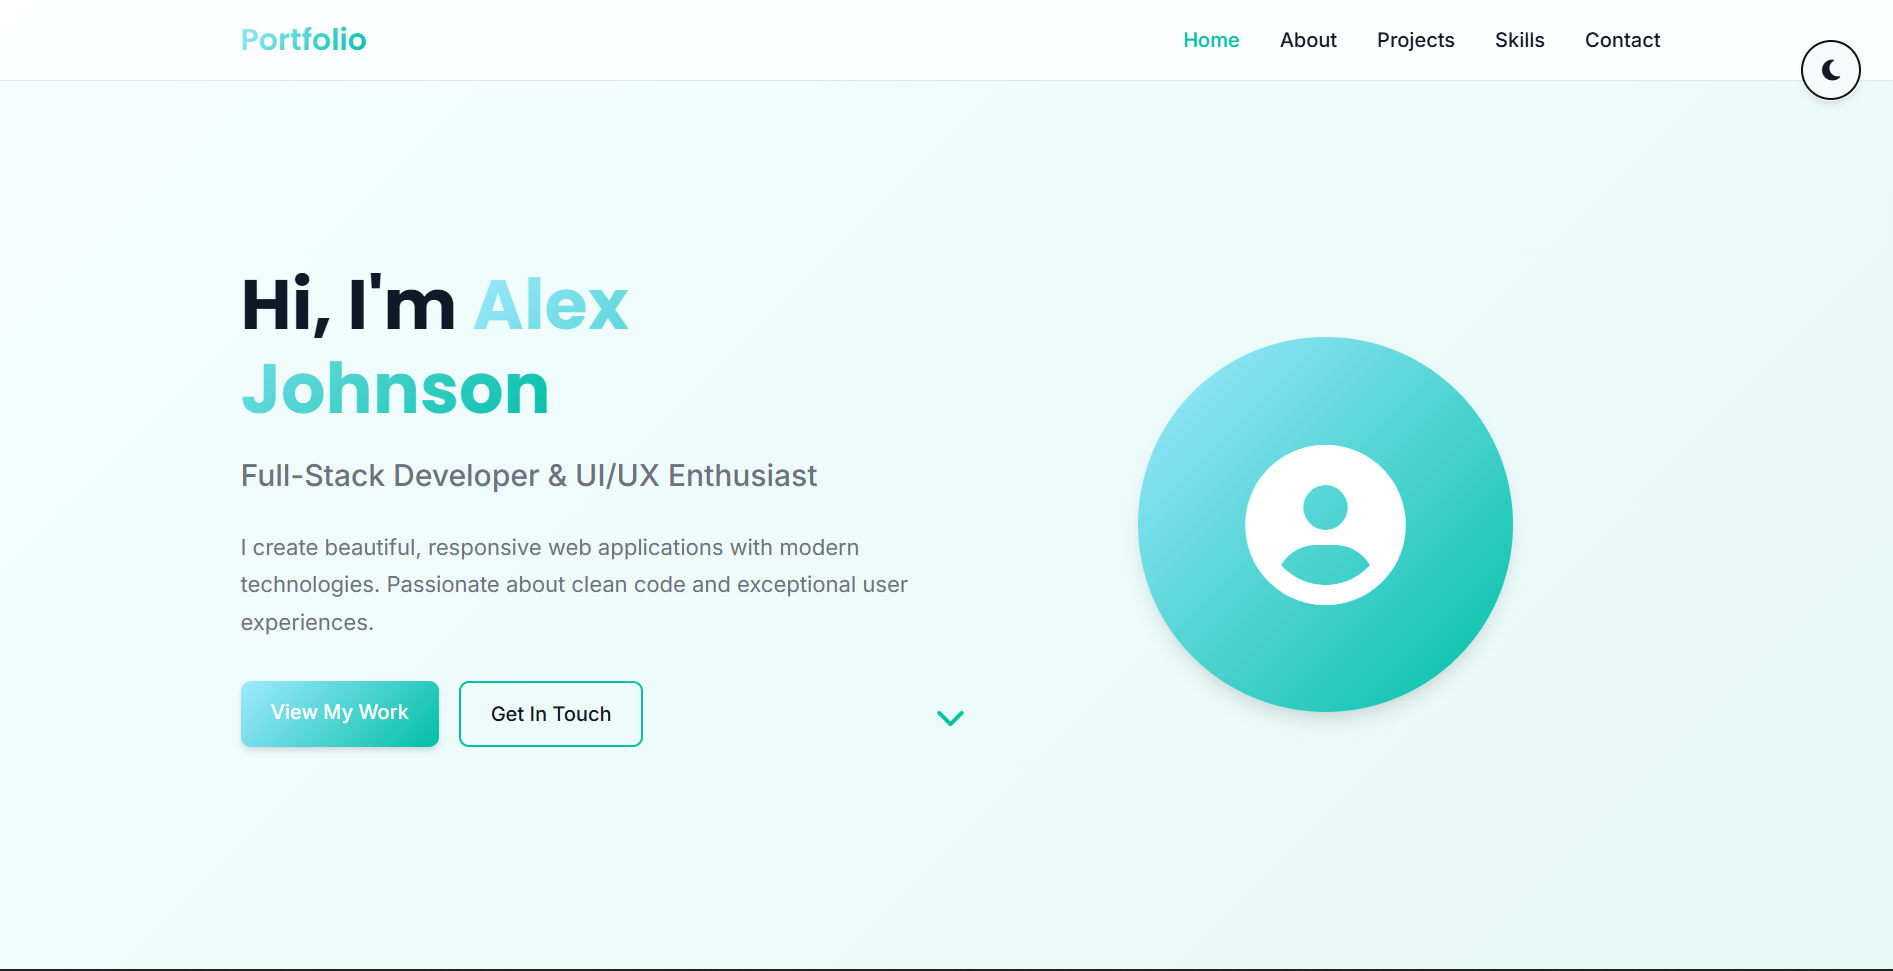 Portfolio
Home About Projects Skills Contact
Hi, I'm Alex
Johnson
Full-Stack Developer & UI/UX Enthusiast
I create beautiful, responsive web applications with modern
technologies. Passionate about clean code and exceptional user
experiences.
View My Work
Get In Touch